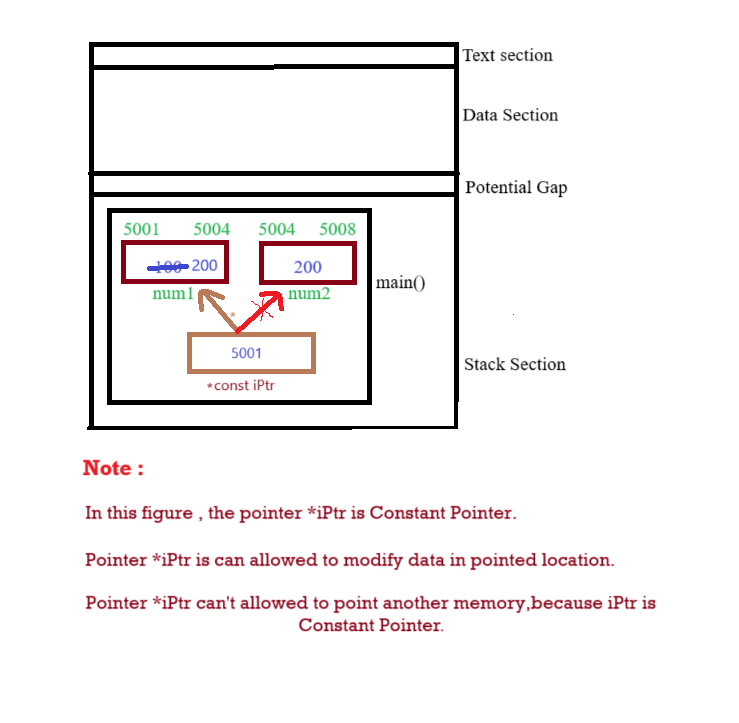 Text section
Data Section
Potential Gap
5001 5004 5004 5008
100 200 200
num1 num2
main()
*
5001
Stack Section
*const iPtr
Note :
In this figure , the pointer *iPtr is Constant Pointer.
Pointer *iPtr is can allowed to modify data in pointed location.
Pointer *iPtr can't allowed to point another memory,because iPtr is
Constant Pointer.